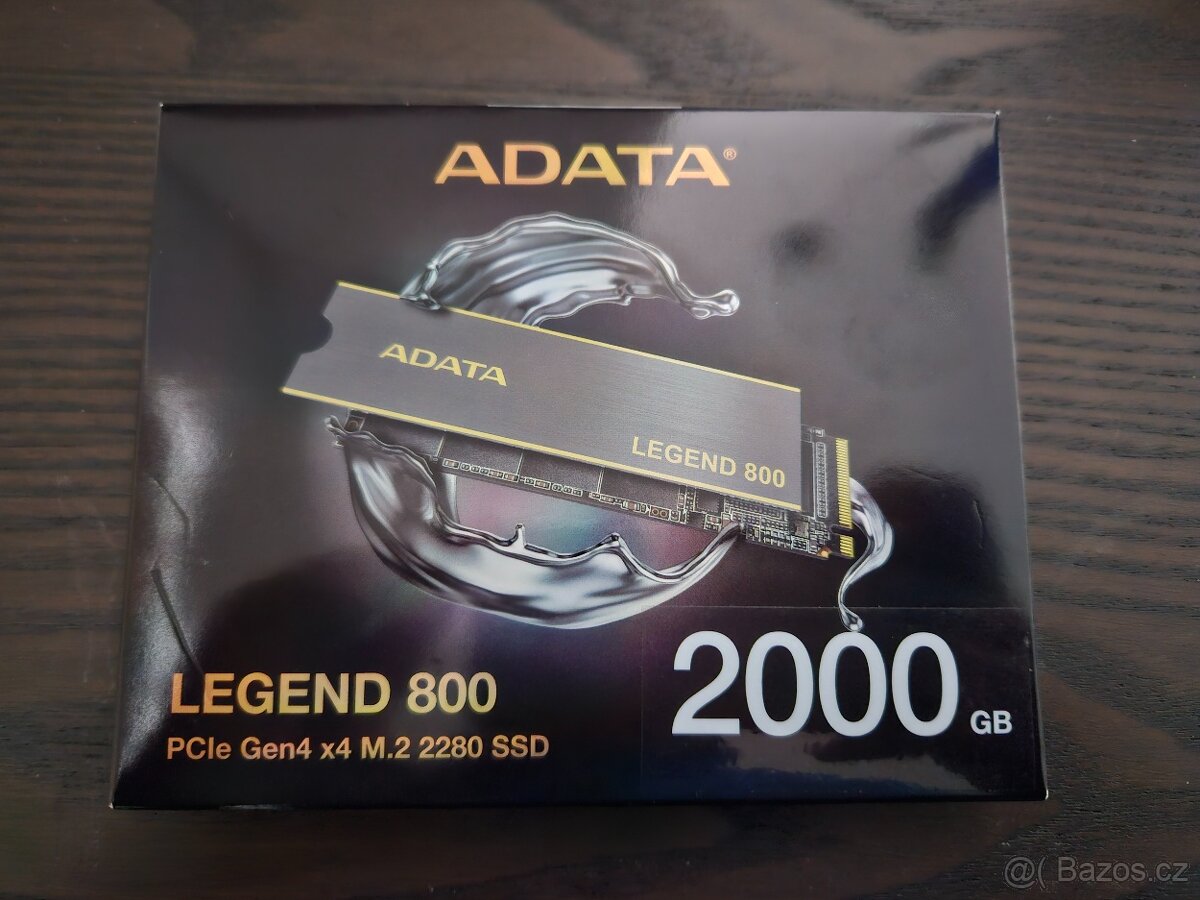 ADATA®
ADATA
LEGEND 800
LEGEND 800
PCIe Gen4 x4 M.2 2280 SSD
2000 GB
@( Bazos.cz